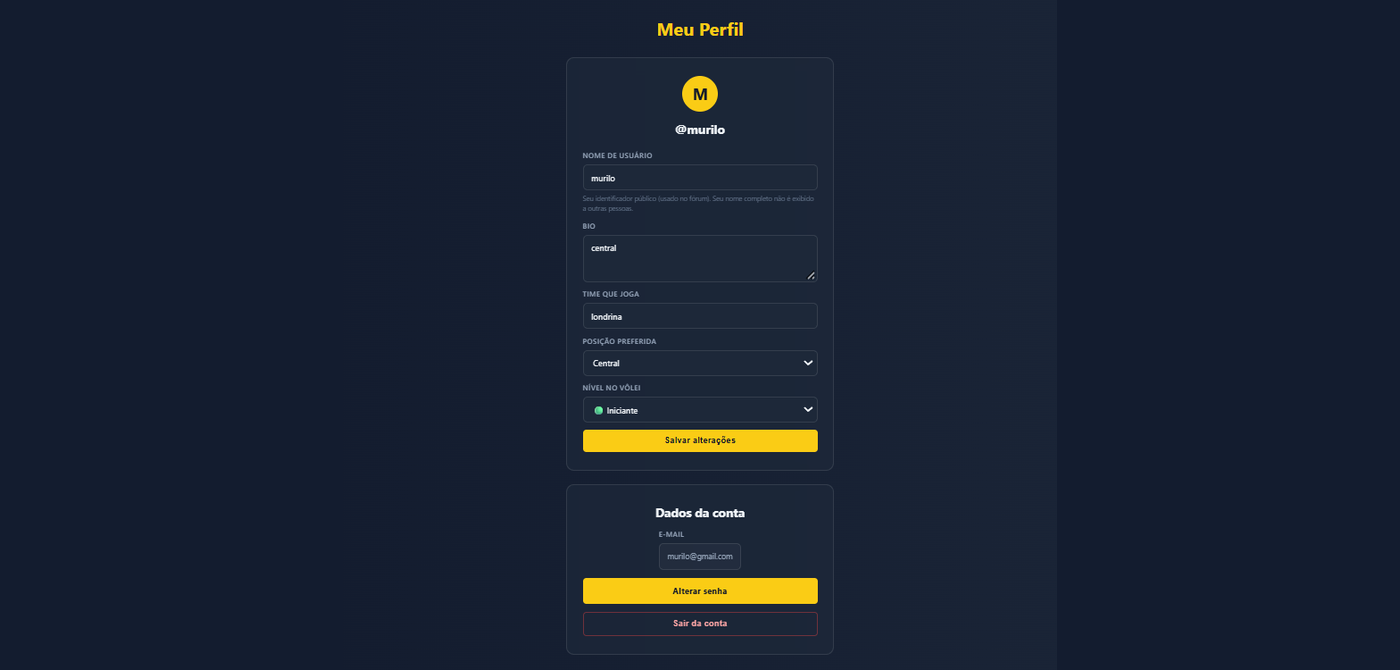 Meu Perfil
M
@murilo
NOME DE USUÁRIO
murilo
Seu identificador público (usado no fórum). Seu nome completo não é exibido
a outras pessoas.
BIO
central
TIME QUE JOGA
londrina
POSIÇÃO PREFERIDA
Central
NÍVEL NO VÔLEI
Iniciante
Salvar alterações
Dados da conta
E-MAIL
murilo@gmail.com
Alterar senha
Sair da conta